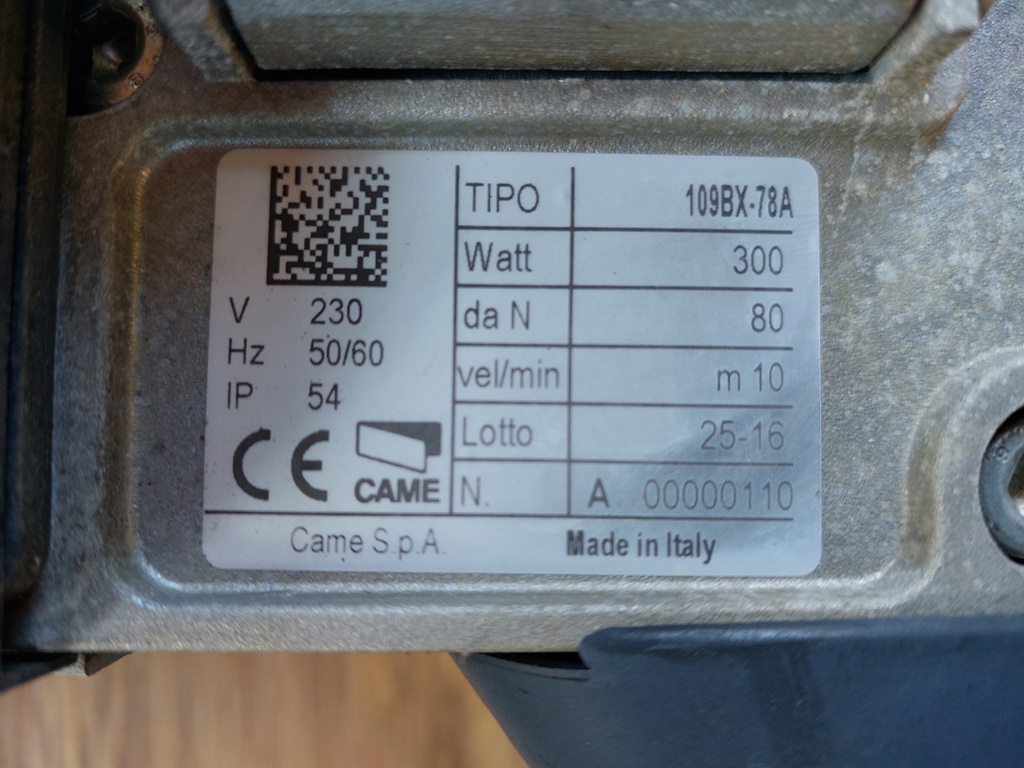 V 230
Hz 50/60
IP 54
CE CAME
TIPO 109BX-78A
Watt 300
da N 80
vel/min m 10
Lotto 25-16
N. A 00000110
Came S.p.A. Made in Italy